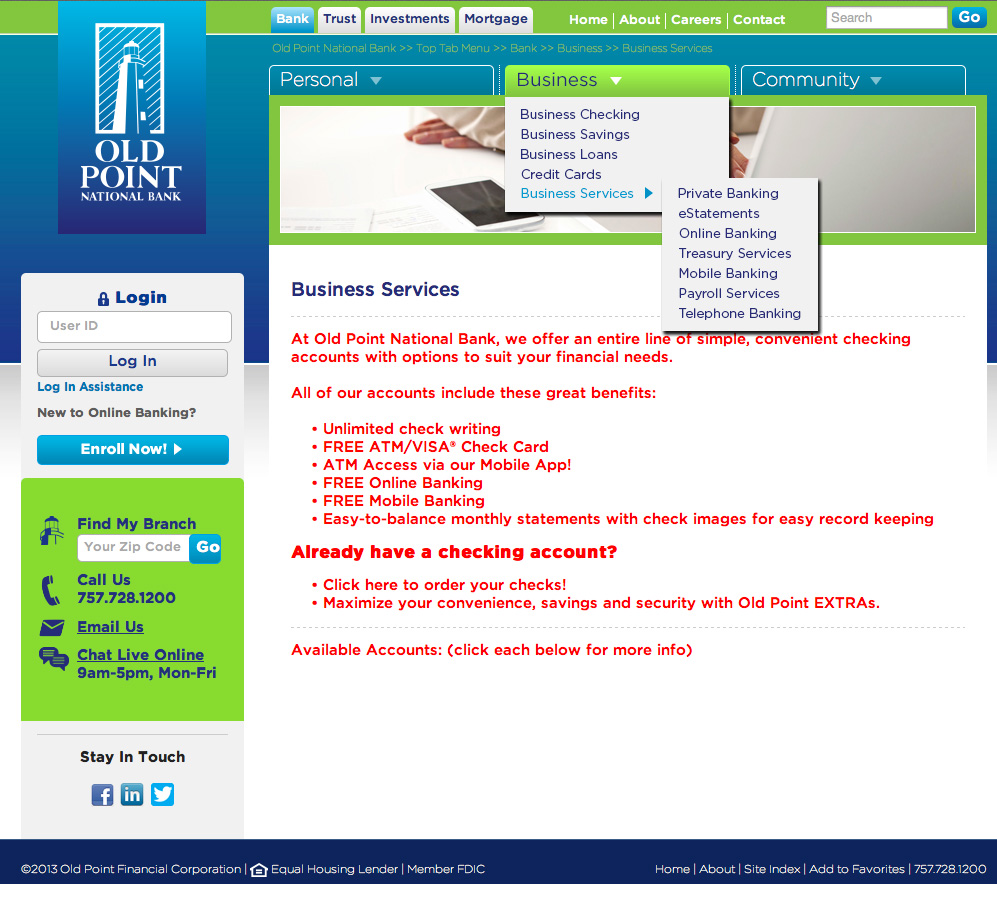 Bank Trust Investments Mortgage Home | About | Careers | Contact Search Go
Old Point National Bank >> Top Tab Menu >> Bank >> Business >> Business Services
Personal Business Community
OLD
POINT
NATIONAL BANK
Business Checking
Business Savings
Business Loans
Credit Cards
Business Services
Private Banking
eStatements
Online Banking
Treasury Services
Mobile Banking
Payroll Services
Telephone Banking
Login
User ID
Log In
Log In Assistance
New to Online Banking?
Enroll Now!
Find My Branch
Your Zip Code Go
Call Us
757.728.1200
Email Us
Chat Live Online
9am-5pm, Mon-Fri
Stay In Touch
f in
Business Services
At Old Point National Bank, we offer an entire line of simple, convenient checking
accounts with options to suit your financial needs.
All of our accounts include these great benefits:
• Unlimited check writing
• FREE ATM/VISA® Check Card
• ATM Access via our Mobile App!
• FREE Online Banking
• FREE Mobile Banking
• Easy-to-balance monthly statements with check images for easy record keeping
Already have a checking account?
• Click here to order your checks!
• Maximize your convenience, savings and security with Old Point EXTRAs.
Available Accounts: (click each below for more info)
©2013 Old Point Financial Corporation | Equal Housing Lender | Member FDIC
Home | About | Site Index | Add to Favorites | 757.728.1200